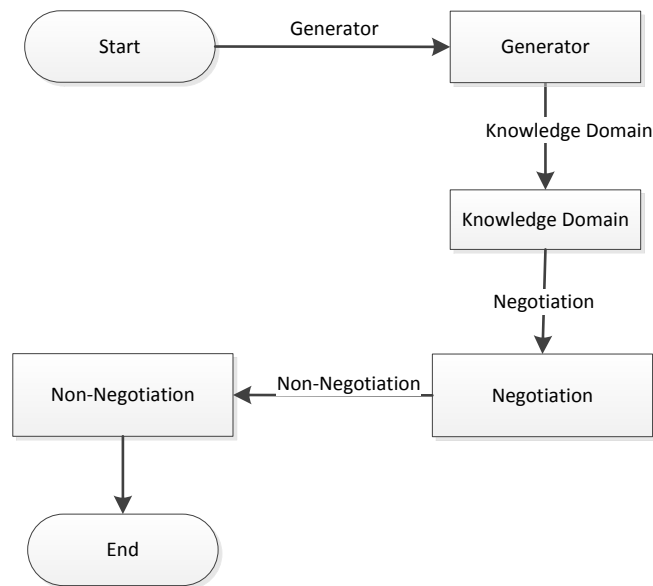 Start
Generator
Generator
Knowledge Domain
Knowledge Domain
Negotiation
Negotiation
Non-Negotiation
Non-Negotiation
End